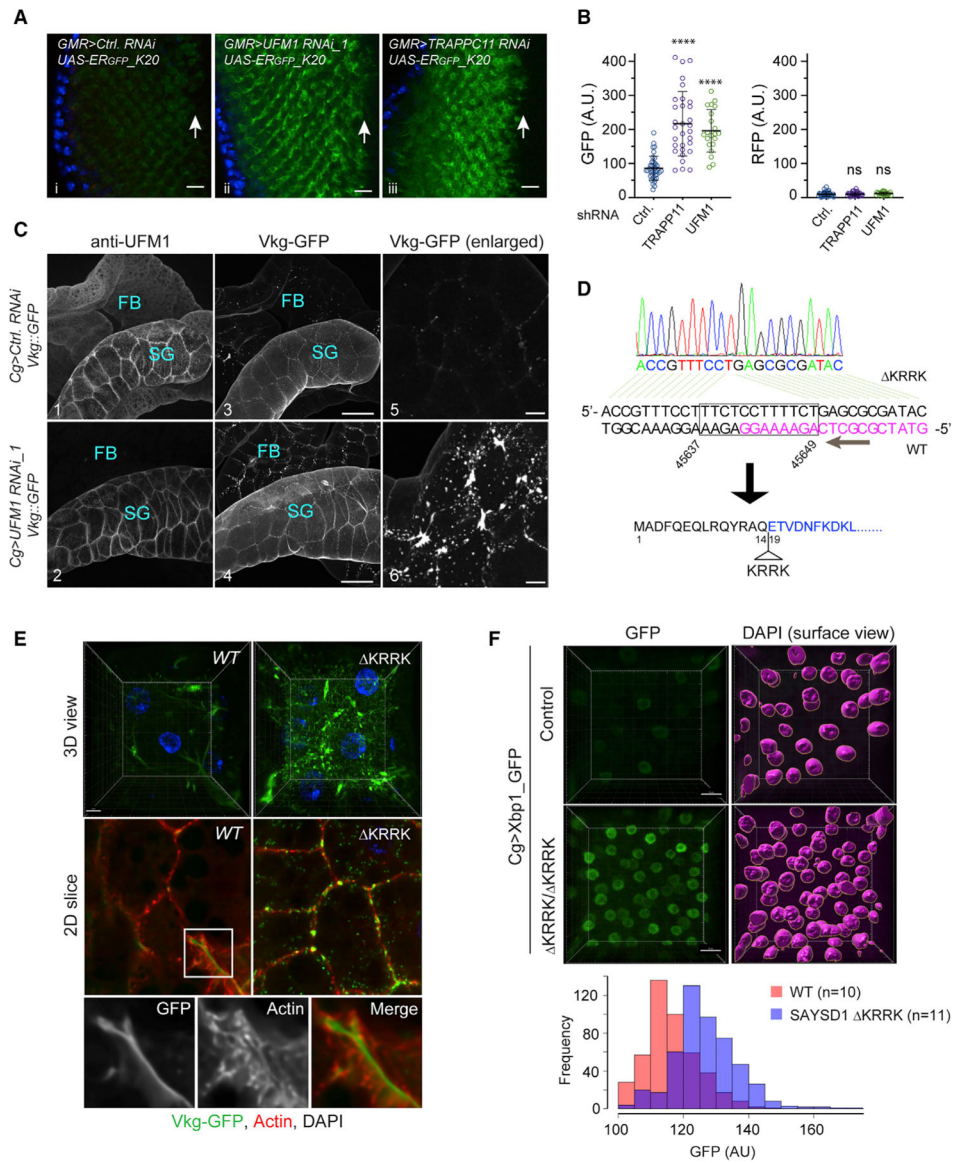 A
GMR>Ctrl. RNAi
UAS-ERGFP_K20
i
GMR>UFM1 RNAi_1
UAS-ERGFP_K20
ii
GMR>TRAPPC11 RNAi
UAS-ERGFP_K20
iii
B
GFP (A.U.)
400
300
200
100
0
****
****
shRNA
Ctrl.
TRAPP11
UFM1
RFP (A.U.)
400
300
200
100
0
ns
ns
Ctrl.
TRAPP11
UFM1
C
anti-UFM1
Vkg-GFP
Vkg-GFP (enlarged)
Cg>Ctrl. RNAi
Vkg::GFP
FB
SG
1
FB
SG
3
5
Cg>UFM1 RNAi_1
Vkg::GFP
FB
SG
2
FB
SG
4
6
D
ACCGTTTCCTGAGCGCGATAC
ΔKRRK
5'- ACCGTTTCCTTTCTCCTTTTCTGAGCGCGATAC
TGGCAAAGGAAAGAGGAAAAGACTCGCGCTATG -5'
45637
45649
WT
MADFQEQLRQYRAQETVDNFKDKL.......
1
14
19
KRRK
E
3D view
WT
ΔKRRK
2D slice
WT
ΔKRRK
GFP
Actin
Merge
Vkg-GFP, Actin, DAPI
F
GFP
DAPI (surface view)
Cg>Xbp1_GFP
Control
ΔKRRK/ΔKRRK
Frequency
120
80
40
0
WT (n=10)
SAYSD1 ΔKRRK (n=11)
100
120
140
160
GFP (AU)